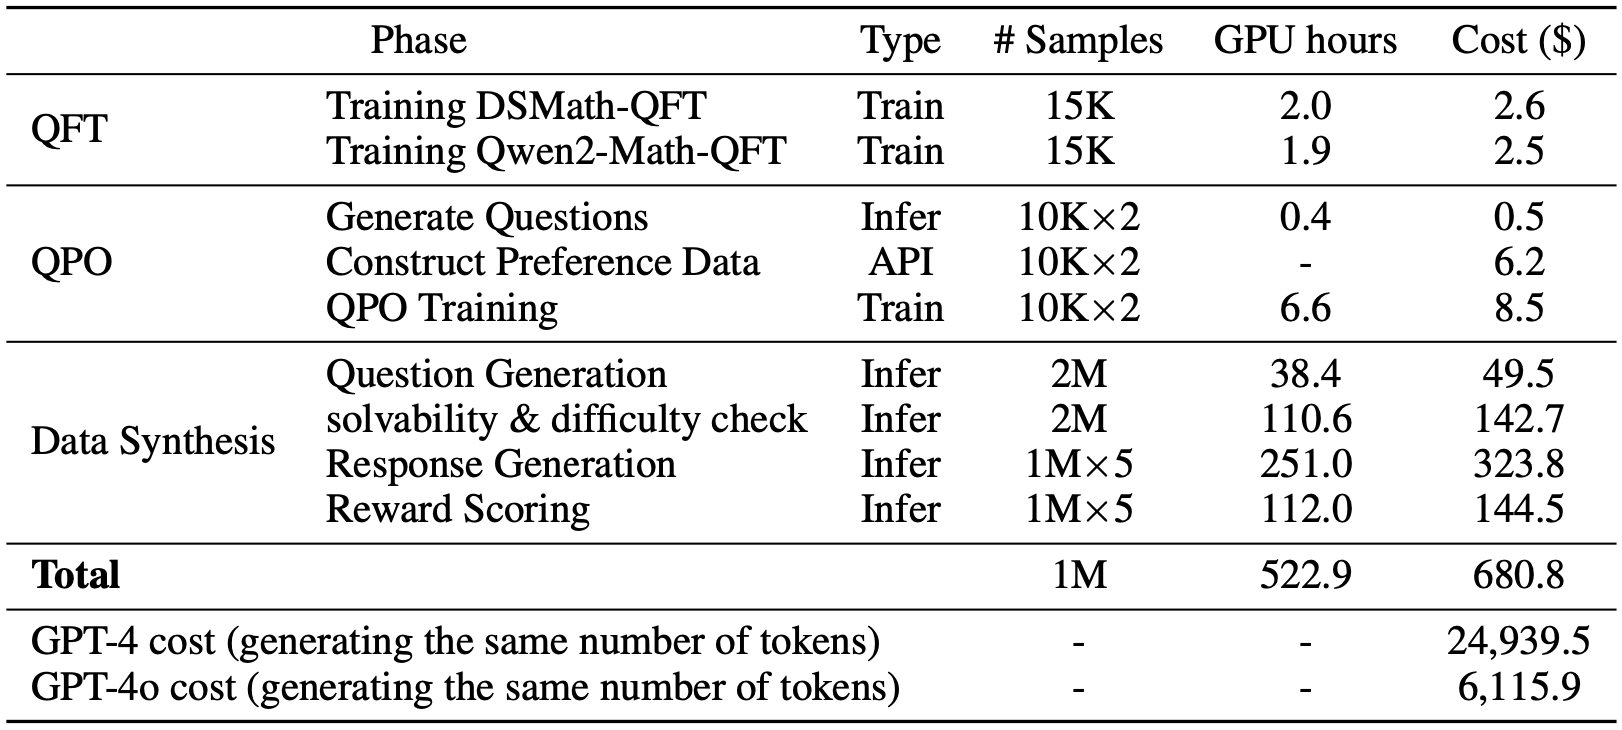 Phase Type # Samples GPU hours Cost ($)
QFT
Training DSMath-QFT Train 15K 2.0 2.6
Training Qwen2-Math-QFT Train 15K 1.9 2.5
QPO
Generate Questions Infer 10K×2 0.4 0.5
Construct Preference Data API 10K×2 - 6.2
QPO Training Train 10K×2 6.6 8.5
Data Synthesis
Question Generation Infer 2M 38.4 49.5
solvability & difficulty check Infer 2M 110.6 142.7
Response Generation Infer 1M×5 251.0 323.8
Reward Scoring Infer 1M×5 112.0 144.5
Total 1M 522.9 680.8
GPT-4 cost (generating the same number of tokens) - - 24,939.5
GPT-4o cost (generating the same number of tokens) - - 6,115.9